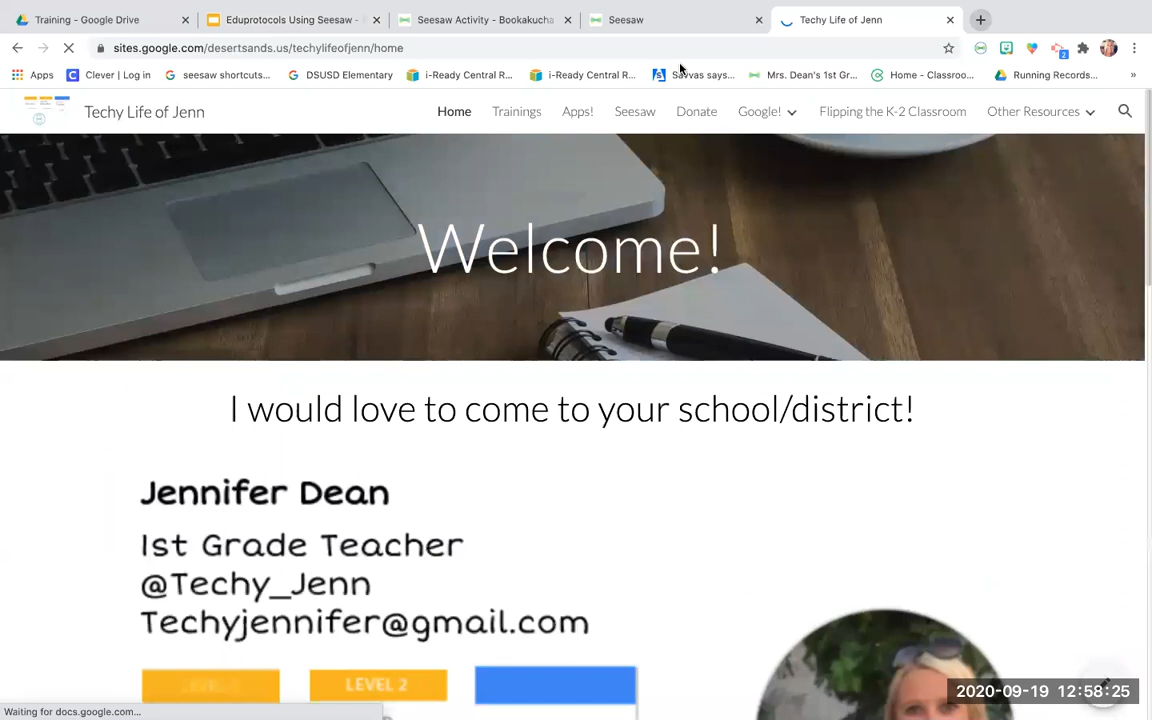 Training - Google Drive
Eduprotocols Using Seesaw -
Seesaw Activity - Bookakucha
Seesaw
Techy Life of Jenn
sites.google.com/desertsands.us/techylifeofjenn/home
2
Apps
Clever | Log in
seesaw shortcuts...
DSUSD Elementary
i-Ready Central R...
i-Ready Central R...
Savvas says...
Mrs. Dean's 1st Gr...
Home - Classroo...
Running Records...
»
Techy Life of Jenn
Home
Trainings
Apps!
Seesaw
Donate
Google!
Flipping the K-2 Classroom
Other Resources
Welcome!
I would love to come to your school/district!
Jennifer Dean
1st Grade Teacher
@Techy_Jenn
Techyjennifer@gmail.com
LEVEL 2
2020-09-19 12:58:25
Waiting for docs.google.com...